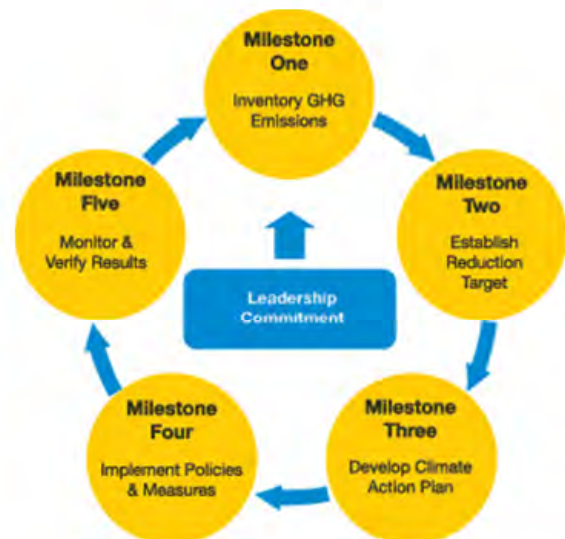 Milestone
One
Inventory GHG
Emissions
Milestone
Two
Establish
Reduction
Target
Milestone
Three
Develop Climate
Action Plan
Milestone
Four
Implement Policies
& Measures
Milestone
Five
Monitor &
Verify Results
Leadership
Commitment